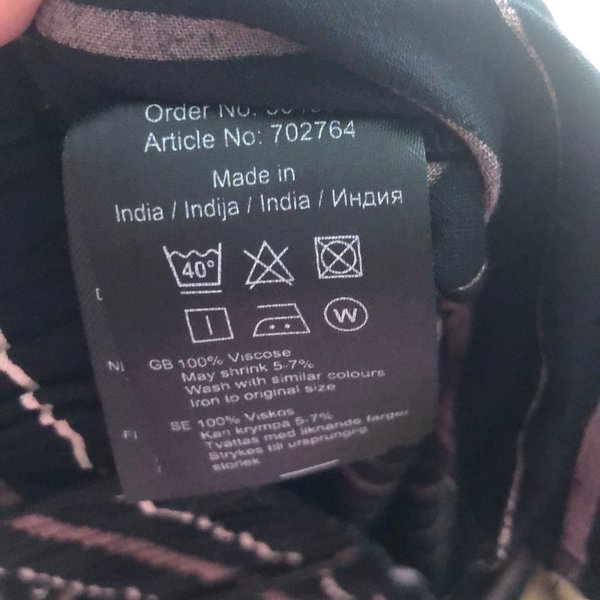 Order No:
Article No: 702764
Made in
India / Indija / India / Индия
40°
W
NI
GB 100% Viscose
May shrink 5-7%
Wash with similar colours
Iron to original size
FI
SE 100% Viskos
Kan krympa 5-7%
Tvättas med liknande färger
Strykes till ursprunglig
storlek